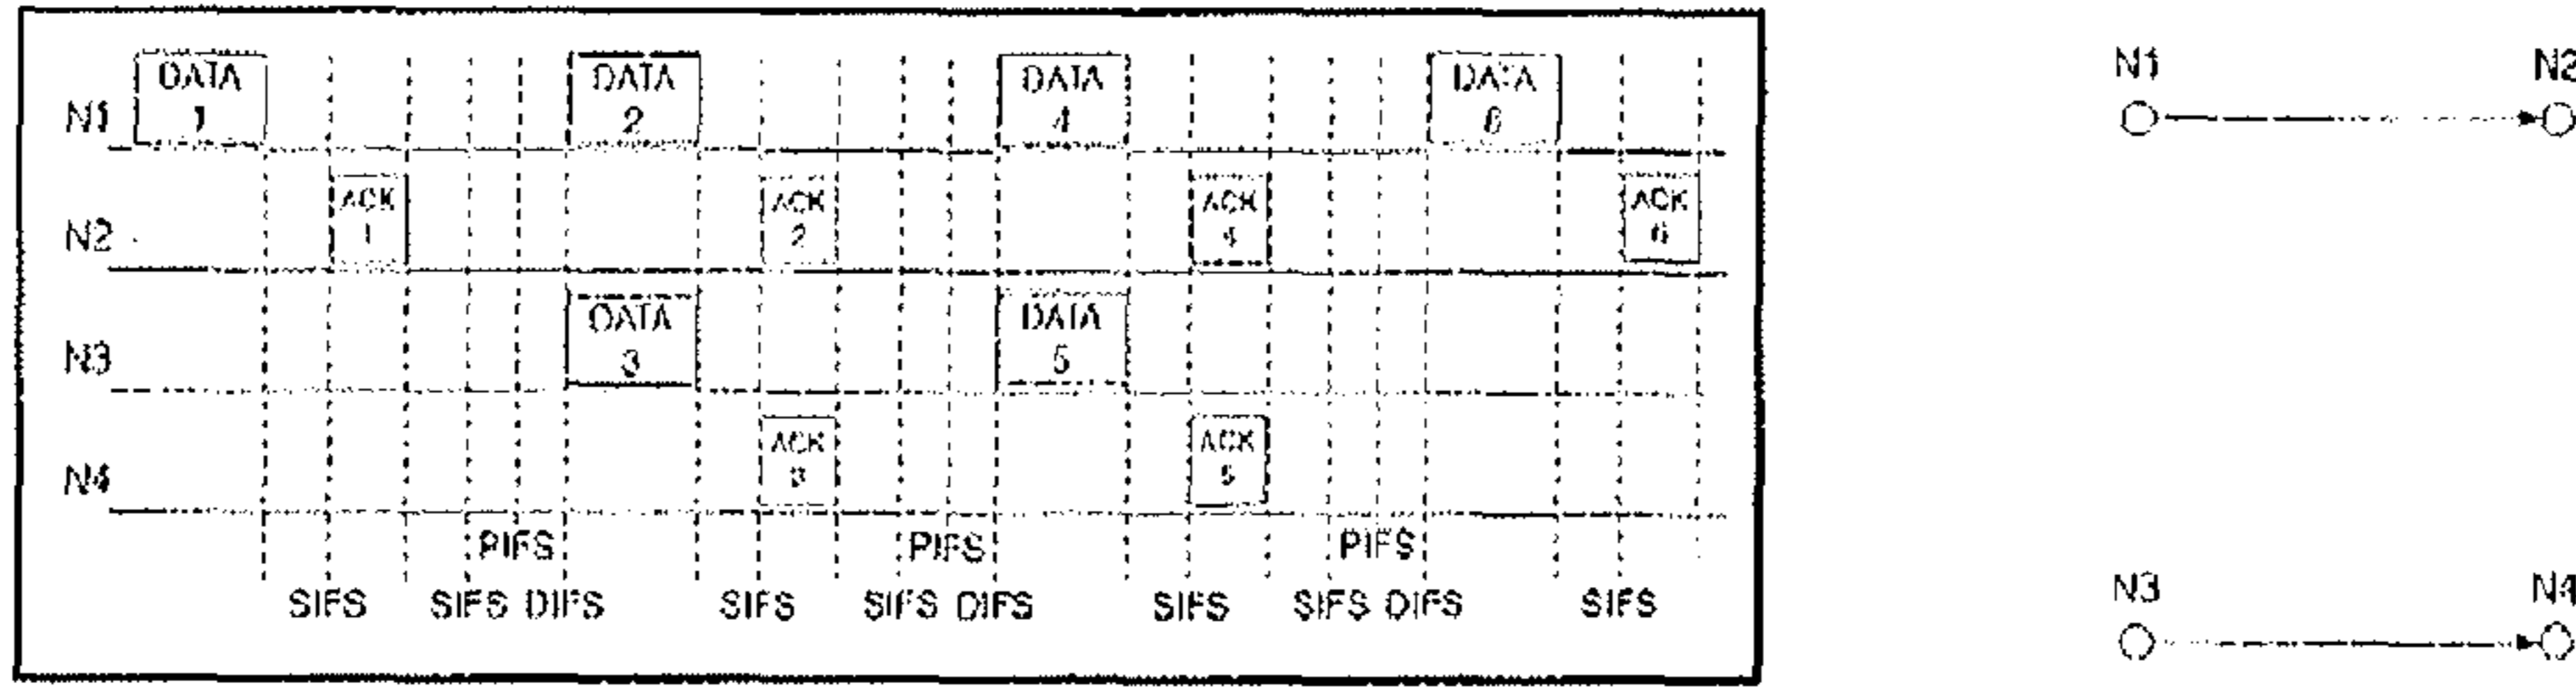 DATA 1 DATA 2 DATA 4 DATA 6
N1
ACK 1 ACK 2 ACK 4 ACK 6
N2
DATA 3 DATA 5
N3
ACK 3 ACK 5
N4
PIFS PIFS PIFS
SIFS SIFS DIFS SIFS SIFS DIFS SIFS SIFS DIFS SIFS
N1 N2
N3 N4